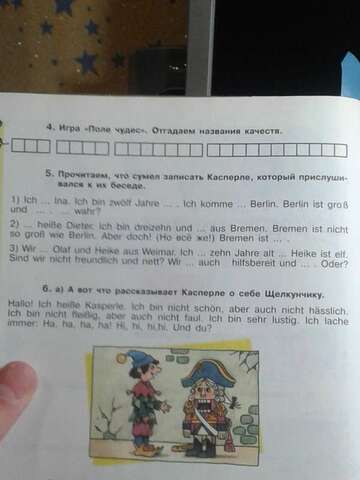 4. Игра «Поле чудес». Отгадаем названия качеств.
5. Прочитаем, что сумел записать Касперле, который прислуши-
вался к их беседе.
1) Ich ... Ina. Ich bin zwölf Jahre ... . Ich komme ... Berlin. Berlin ist groß
und ... . ... wahr?
2) ... heiße Dieter. Ich bin dreizehn und ... aus Bremen. Bremen ist nicht
so groß wie Berlin. Aber doch! (Но всё же!) Bremen ist ... .
3) Wir ... Olaf und Heike aus Weimar. Ich ... zehn Jahre alt ... Heike ist elf.
Sind wir nicht freundlich und nett? Wir ... auch hilfsbereit und ... . Oder?
6. а) А вот что рассказывает Касперле о себе Щелкунчику.
Hallo! Ich heiße Kasperle. Ich bin nicht schön, aber auch nicht hässlich.
Ich bin nicht fleißig, aber auch nicht faul. Ich bin sehr lustig. Ich lache
immer: Ha, ha, ha, ha! Hi, hi, hi,hi. Und du?